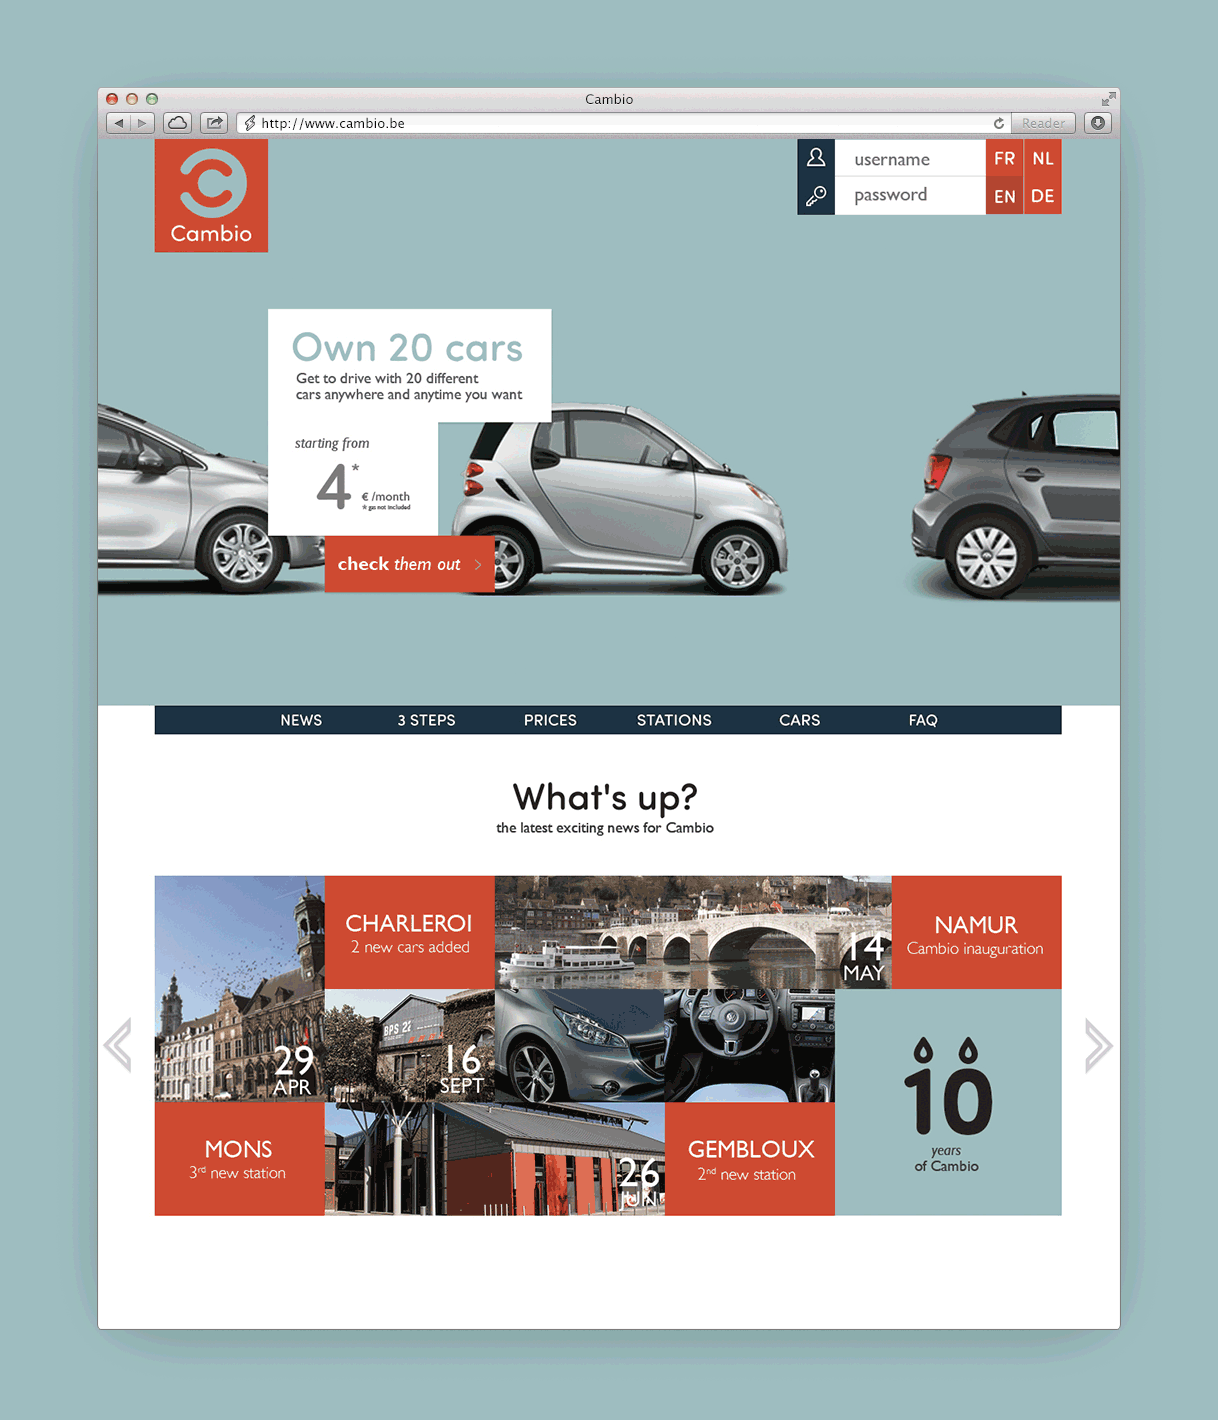 Cambio
http://www.cambio.be
Reader
Cambio
username
password
FR
NL
EN
DE
Own 20 cars
Get to drive with 20 different
cars anywhere and anytime you want
starting from
4*
€ /month
* gas not included
check them out
NEWS
3 STEPS
PRICES
STATIONS
CARS
FAQ
What's up?
the latest exciting news for Cambio
CHARLEROI
2 new cars added
14
MAY
NAMUR
Cambio inauguration
29
APR
BPS 22
16
SEPT
10
years
of Cambio
MONS
3rd new station
26
JUN
GEMBLOUX
2nd new station